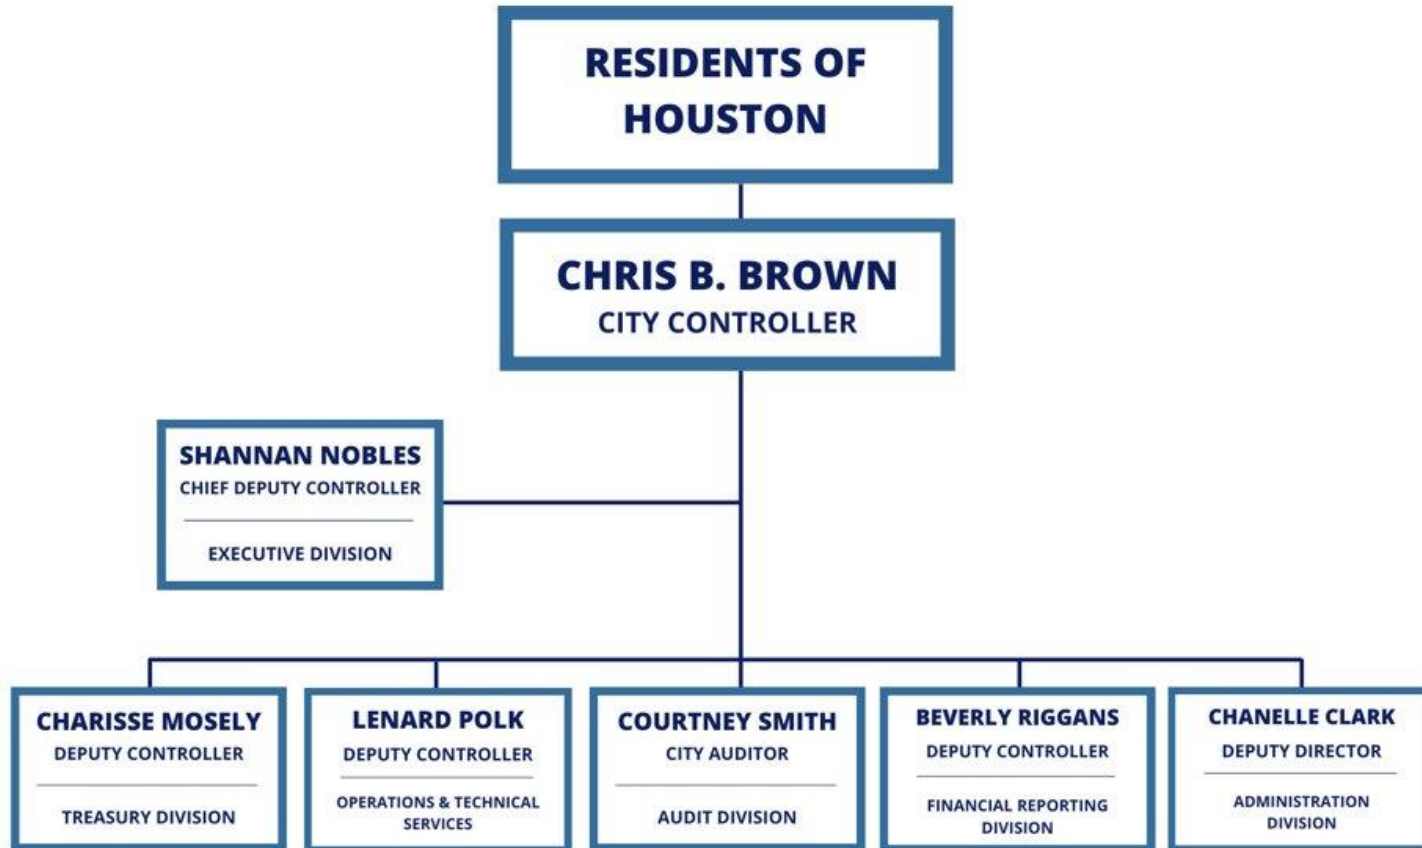 RESIDENTS OF
HOUSTON
CHRIS B. BROWN
CITY CONTROLLER
SHANNAN NOBLES
CHIEF DEPUTY CONTROLLER
EXECUTIVE DIVISION
CHARISSE MOSELY
DEPUTY CONTROLLER
TREASURY DIVISION
LENARD POLK
DEPUTY CONTROLLER
OPERATIONS & TECHNICAL
SERVICES
COURTNEY SMITH
CITY AUDITOR
AUDIT DIVISION
BEVERLY RIGGANS
DEPUTY CONTROLLER
FINANCIAL REPORTING
DIVISION
CHANELLE CLARK
DEPUTY DIRECTOR
ADMINISTRATION
DIVISION